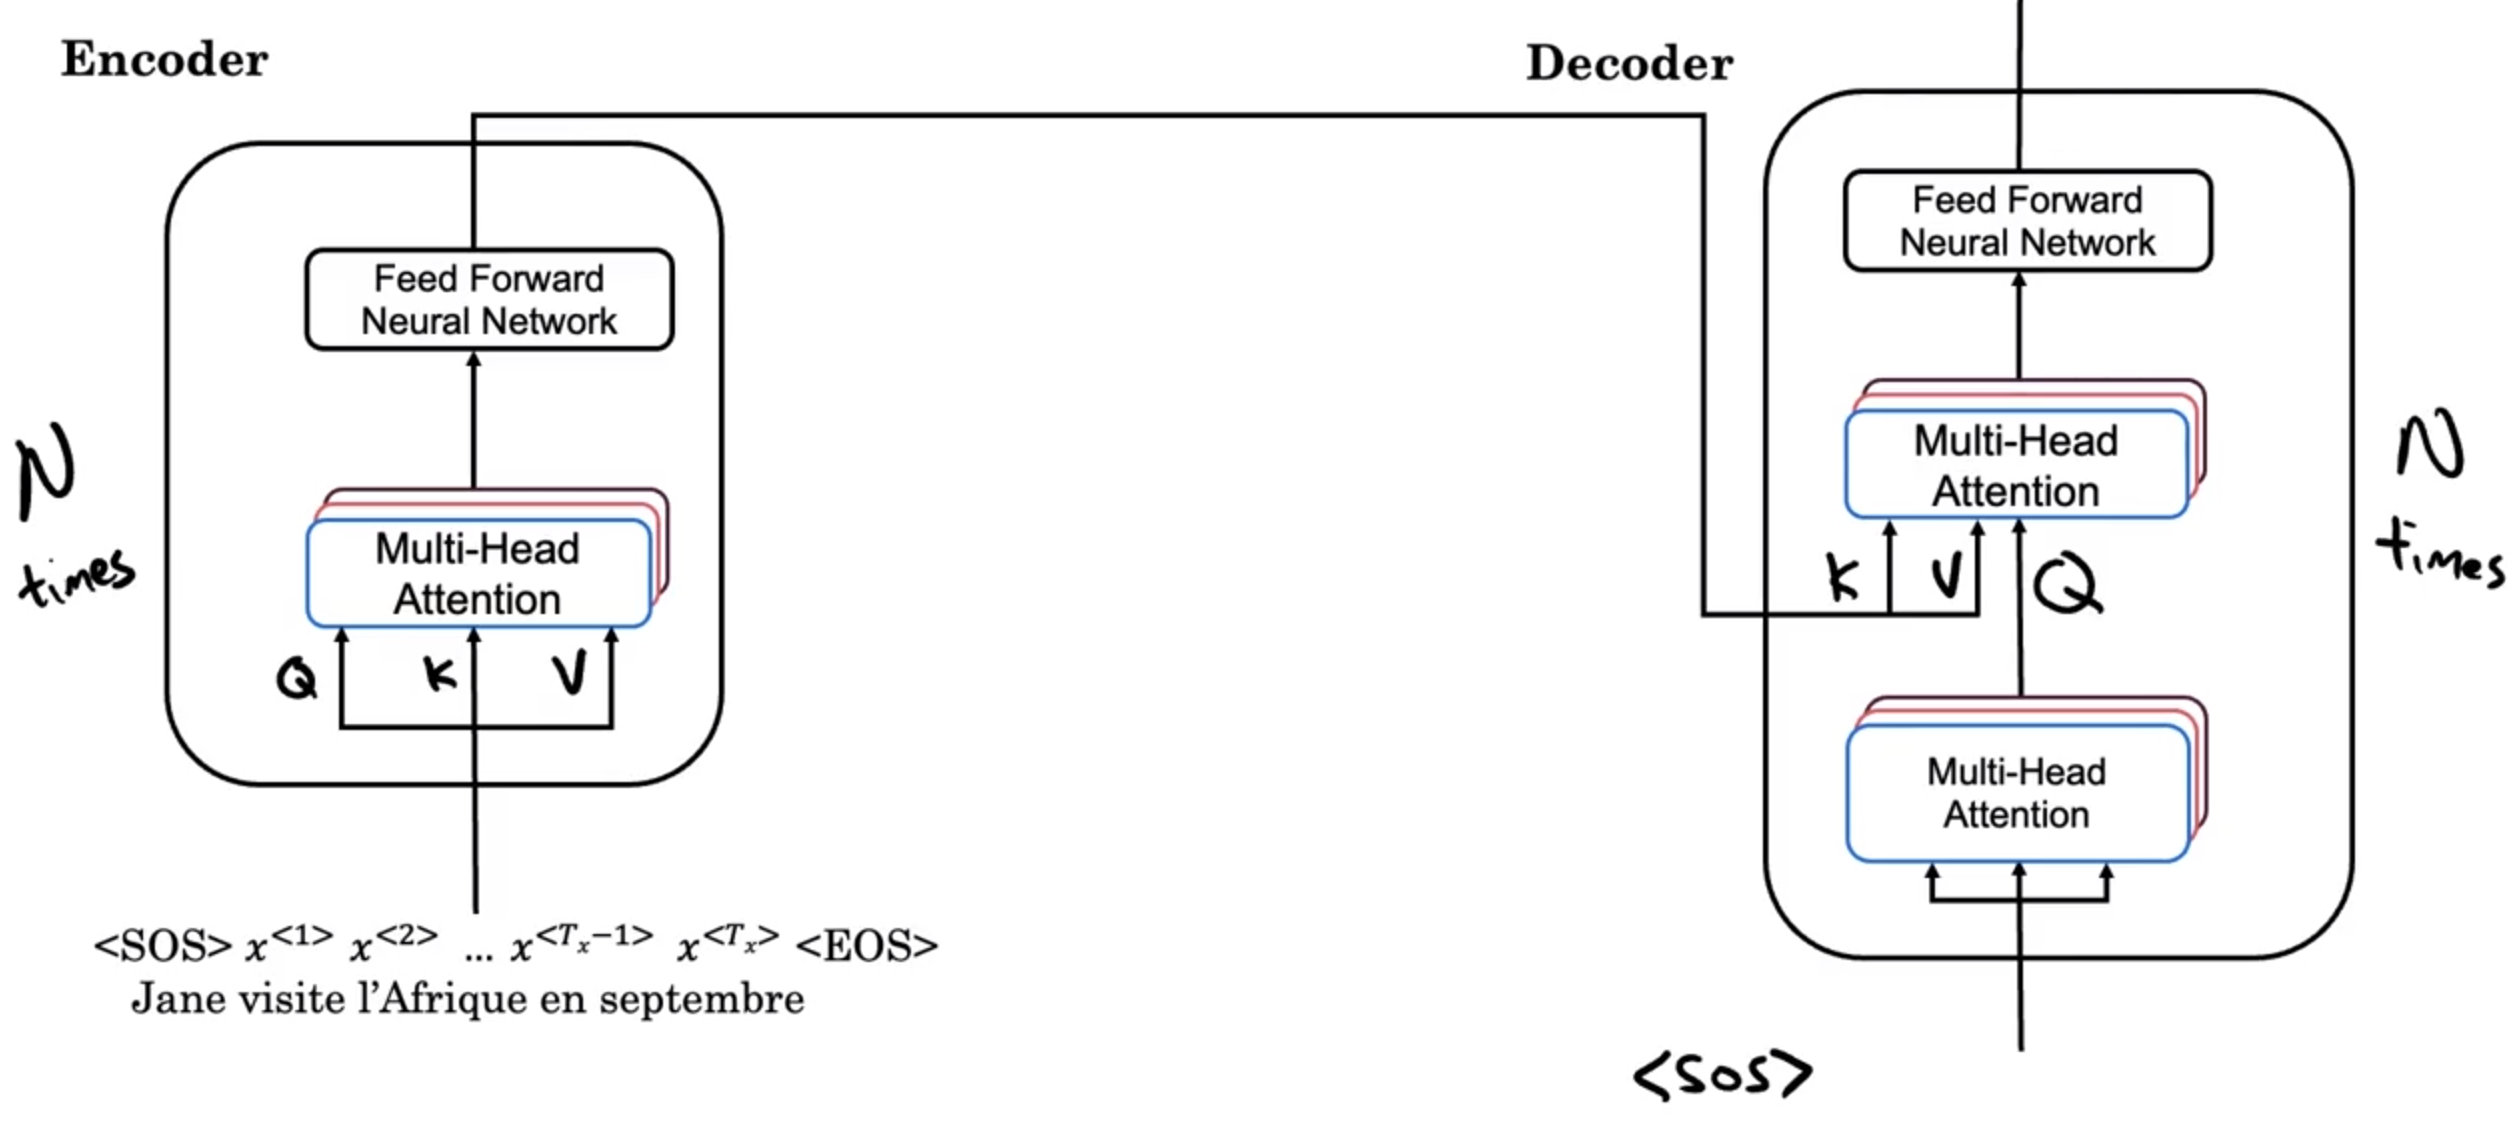 Encoder
Feed Forward
Neural Network
N
times
Multi-Head
Attention
Q K V
<SOS> x^<1> x^<2> ... x^<T_x−1> x^<T_x> <EOS>
Jane visite l'Afrique en septembre
Decoder
Feed Forward
Neural Network
Multi-Head
Attention
N
times
K V Q
Multi-Head
Attention
<SOS>